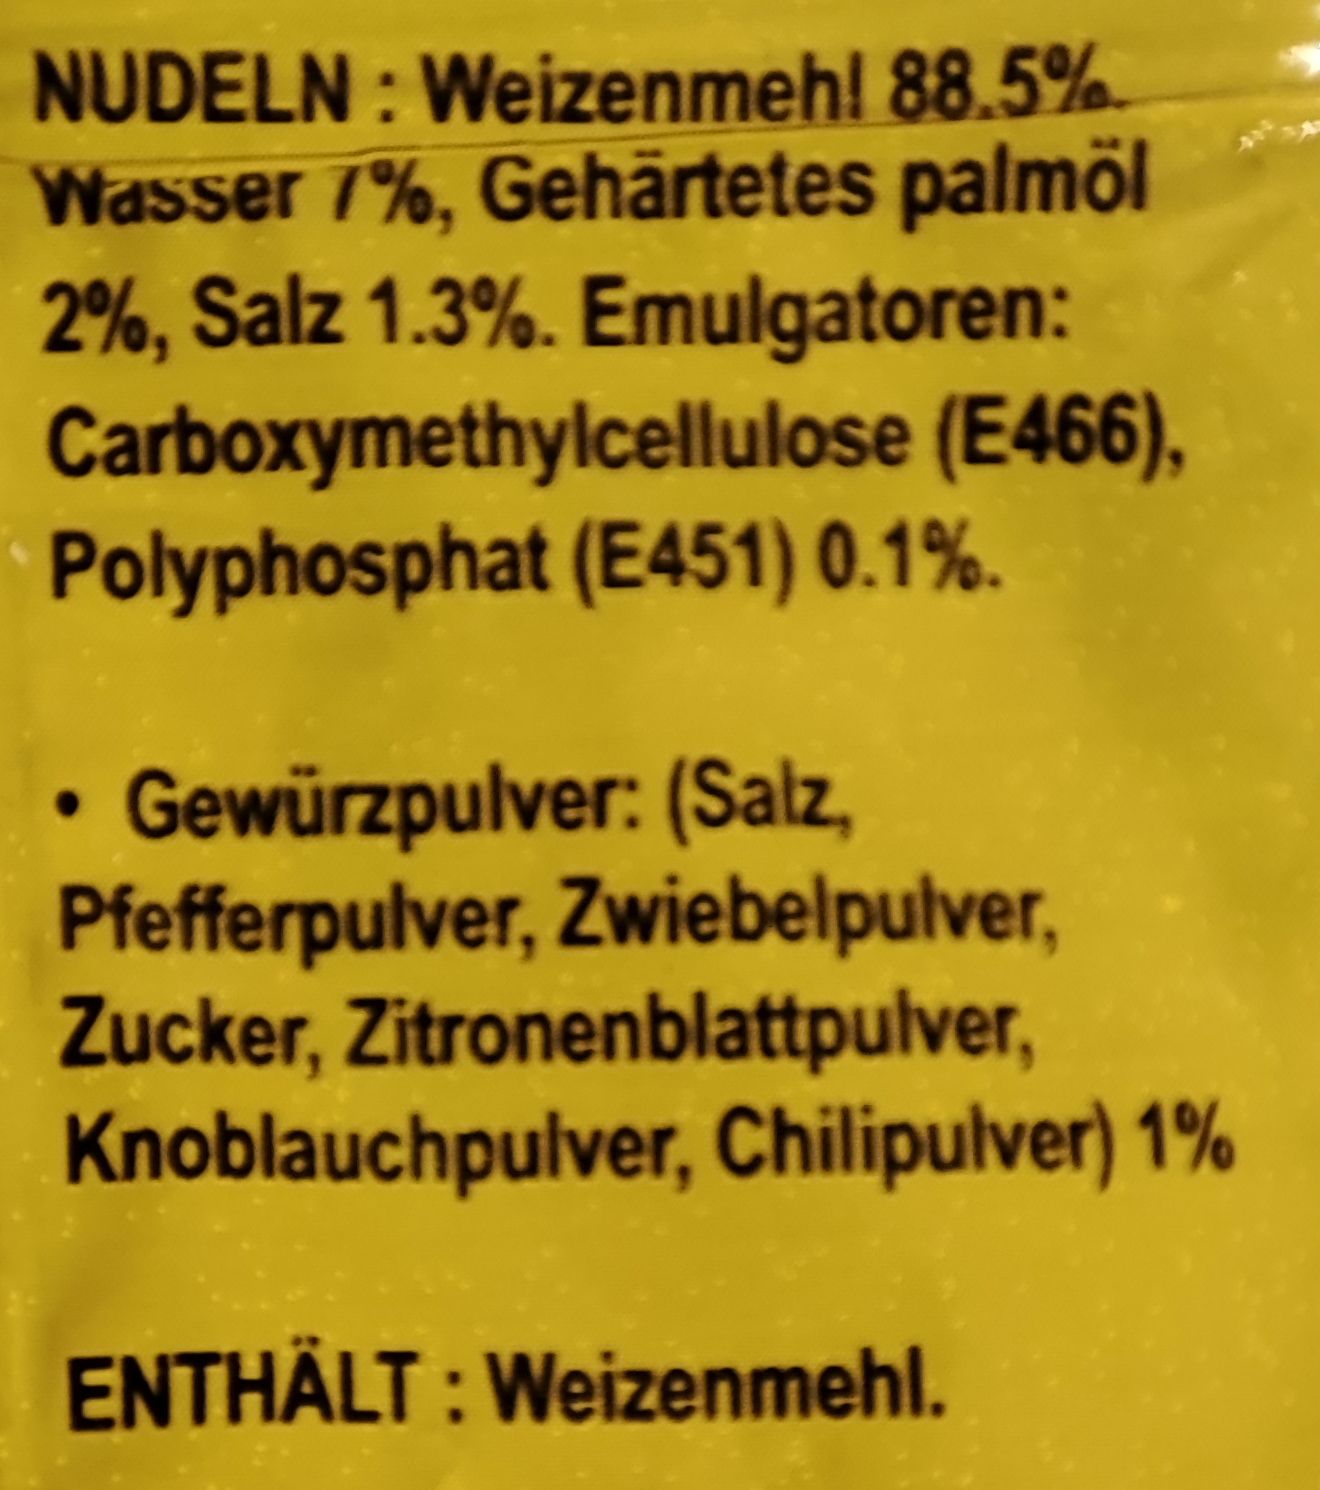 NUDELN : Weizenmehl 88.5%.
Wasser 7%, Gehärtetes palmöl
2%, Salz 1.3%. Emulgatoren:
Carboxymethylcellulose (E466),
Polyphosphat (E451) 0.1%.
• Gewürzpulver: (Salz,
Pfefferpulver, Zwiebelpulver,
Zucker, Zitronenblattpulver,
Knoblauchpulver, Chilipulver) 1%
ENTHÄLT : Weizenmehl.